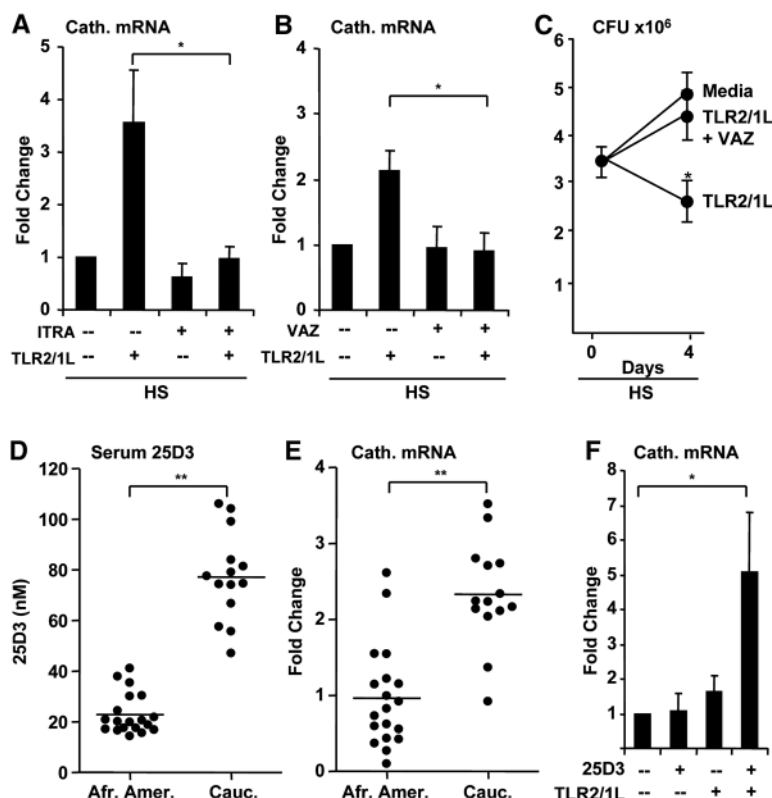 A Cath. mRNA
Fold Change
5
4
3
2
1
0
*
ITRA -- -- + +
TLR2/1L -- + -- +
HS
B Cath. mRNA
Fold Change
4
3
2
1
0
*
VAZ -- -- + +
TLR2/1L -- + -- +
HS
C CFU x10⁶
6
5
4
3
2
1
Media
TLR2/1L
+ VAZ
*
TLR2/1L
0 4
Days
HS
D Serum 25D3
25D3 (nM)
120
100
80
60
40
20
0
**
Afr. Amer. Cauc.
E Cath. mRNA
Fold Change
4
3
2
1
0
**
Afr. Amer. Cauc.
F Cath. mRNA
Fold Change
8
7
6
5
4
3
2
1
*
25D3 -- + -- +
TLR2/1L -- -- + +